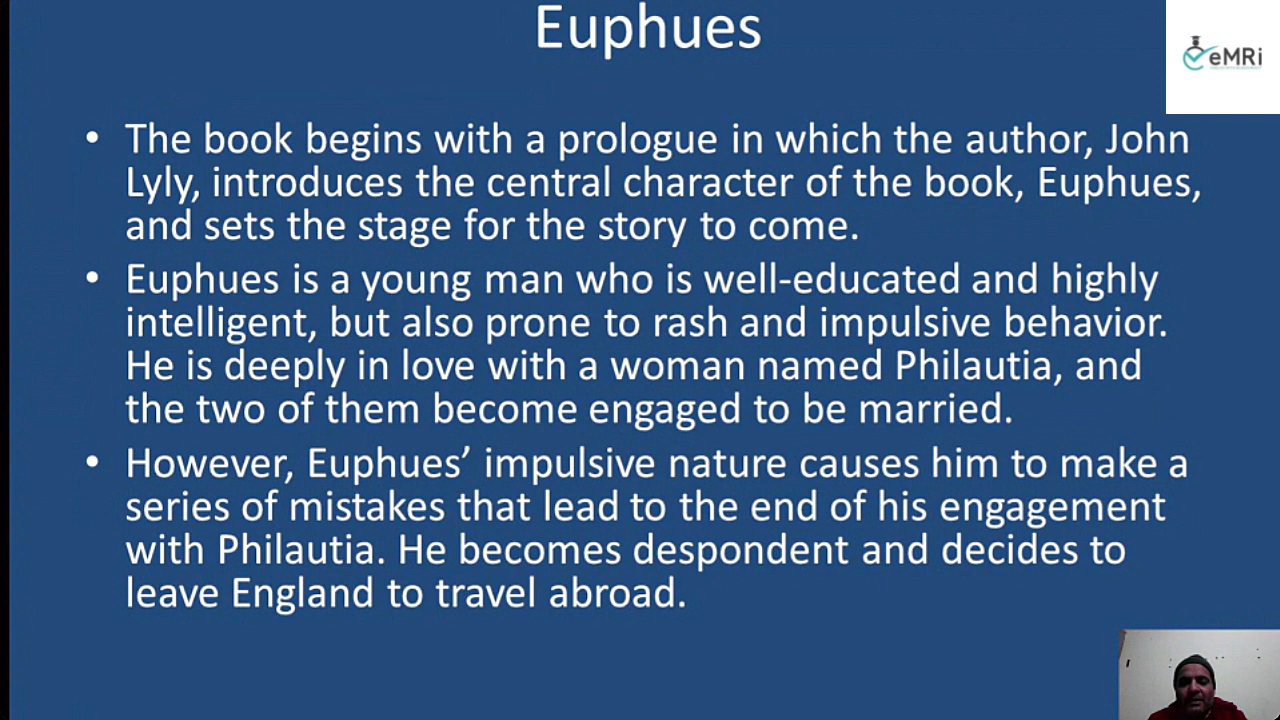 Euphues
eMRi
• The book begins with a prologue in which the author, John
Lyly, introduces the central character of the book, Euphues,
and sets the stage for the story to come.
• Euphues is a young man who is well-educated and highly
intelligent, but also prone to rash and impulsive behavior.
He is deeply in love with a woman named Philautia, and
the two of them become engaged to be married.
• However, Euphues’ impulsive nature causes him to make a
series of mistakes that lead to the end of his engagement
with Philautia. He becomes despondent and decides to
leave England to travel abroad.